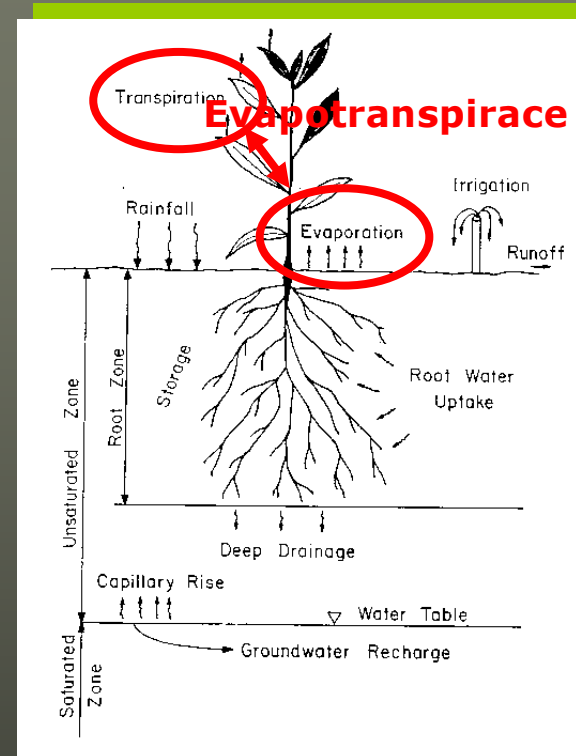 Transpiration
Evapotranspirace
Rainfall
Evaporation
Irrigation
Runoff
Unsaturated Zone
Root Zone
Storage
Root Water
Uptake
Deep Drainage
Capillary Rise
Water Table
Groundwater Recharge
Saturated
Zone